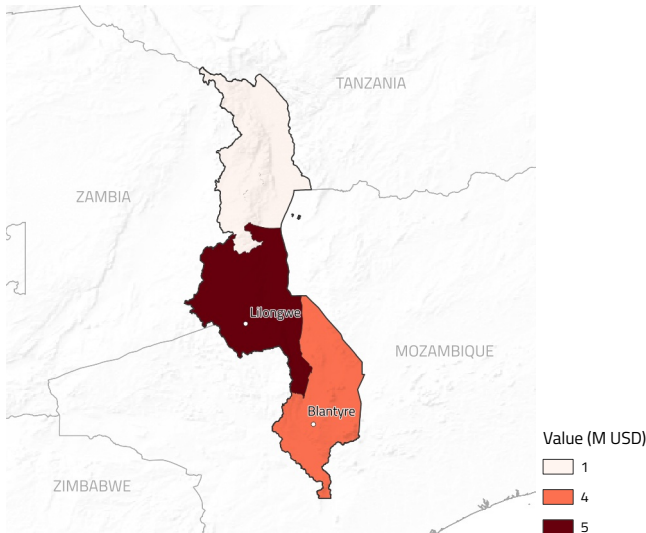 TANZANIA
ZAMBIA
Lilongwe
MOZAMBIQUE
Blantyre
ZIMBABWE
Value (M USD)
1
4
5